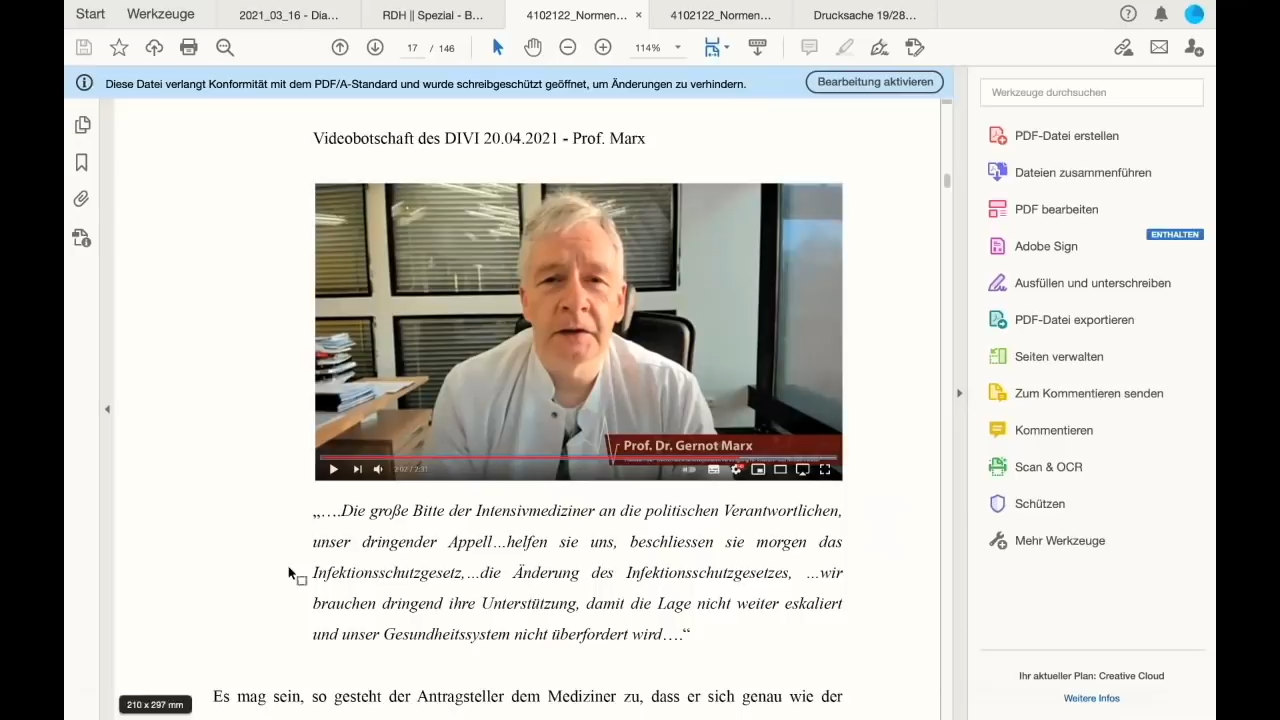 Start
Werkzeuge
2021_03_16 - Dia...
RDH || Spezial - B...
4102122_Normen... ×
4102122_Normen...
Drucksache 19/28...
17 / 146
114%
Diese Datei verlangt Konformität mit dem PDF/A-Standard und wurde schreibgeschützt geöffnet, um Änderungen zu verhindern.
Bearbeitung aktivieren
Videobotschaft des DIVI 20.04.2021 - Prof. Marx
Prof. Dr. Gernot Marx
2:02 / 2:31
„….Die große Bitte der Intensivmediziner an die politischen Verantwortlichen,
unser dringender Appell…helfen sie uns, beschliessen sie morgen das
Infektionsschutzgesetz,…die Änderung des Infektionsschutzgesetzes, …wir
brauchen dringend ihre Unterstützung, damit die Lage nicht weiter eskaliert
und unser Gesundheitssystem nicht überfordert wird….“
Es mag sein, so gesteht der Antragsteller dem Mediziner zu, dass er sich genau wie der
210 x 297 mm
Werkzeuge durchsuchen
PDF-Datei erstellen
Dateien zusammenführen
PDF bearbeiten
ENTHALTEN
Adobe Sign
Ausfüllen und unterschreiben
PDF-Datei exportieren
Seiten verwalten
Zum Kommentieren senden
Kommentieren
Scan & OCR
Schützen
Mehr Werkzeuge
Ihr aktueller Plan: Creative Cloud
Weitere Infos